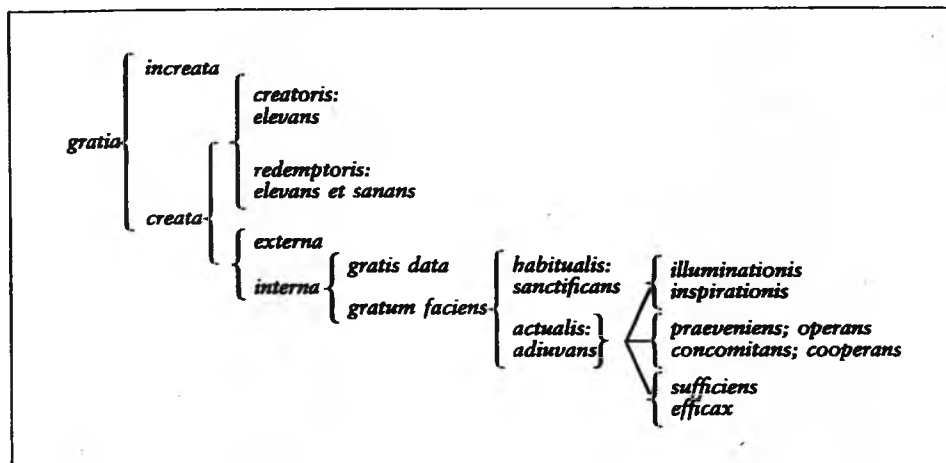 gratia
increata
creata
creatoris:
elevans
redemptoris:
elevans et sanans
externa
interna
gratis data
gratum faciens
habitualis:
sanctificans
actualis:
adiuvans
illuminationis
inspirationis
praeveniens; operans
concomitans; cooperans
sufficiens
efficax